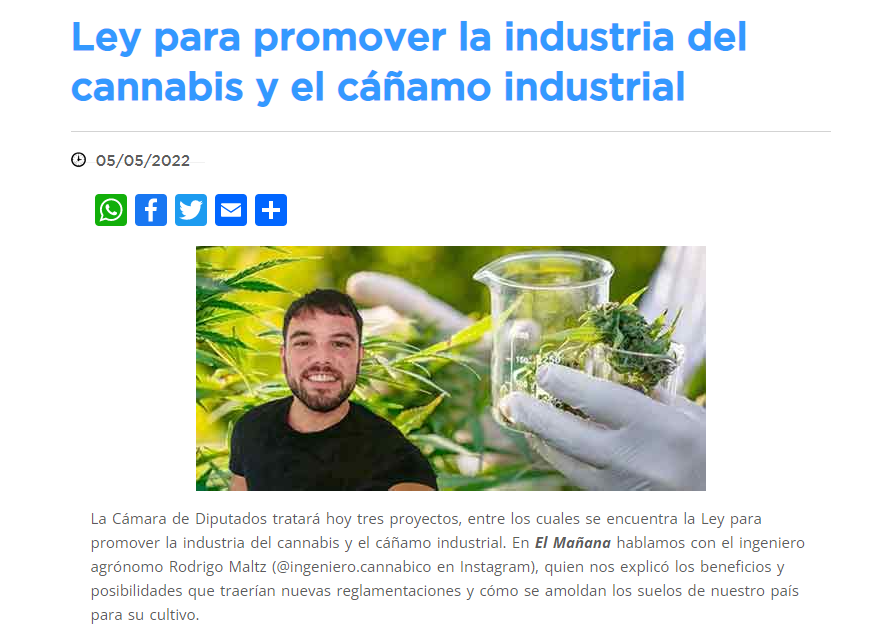 Ley para promover la industria del
cannabis y el cáñamo industrial
05/05/2022
150
250
La Cámara de Diputados tratará hoy tres proyectos, entre los cuales se encuentra la Ley para
promover la industria del cannabis y el cáñamo industrial. En El Mañana hablamos con el ingeniero
agrónomo Rodrigo Maltz (@ingeniero.cannabico en Instagram), quien nos explicó los beneficios y
posibilidades que traerían nuevas reglamentaciones y cómo se amoldan los suelos de nuestro país
para su cultivo.